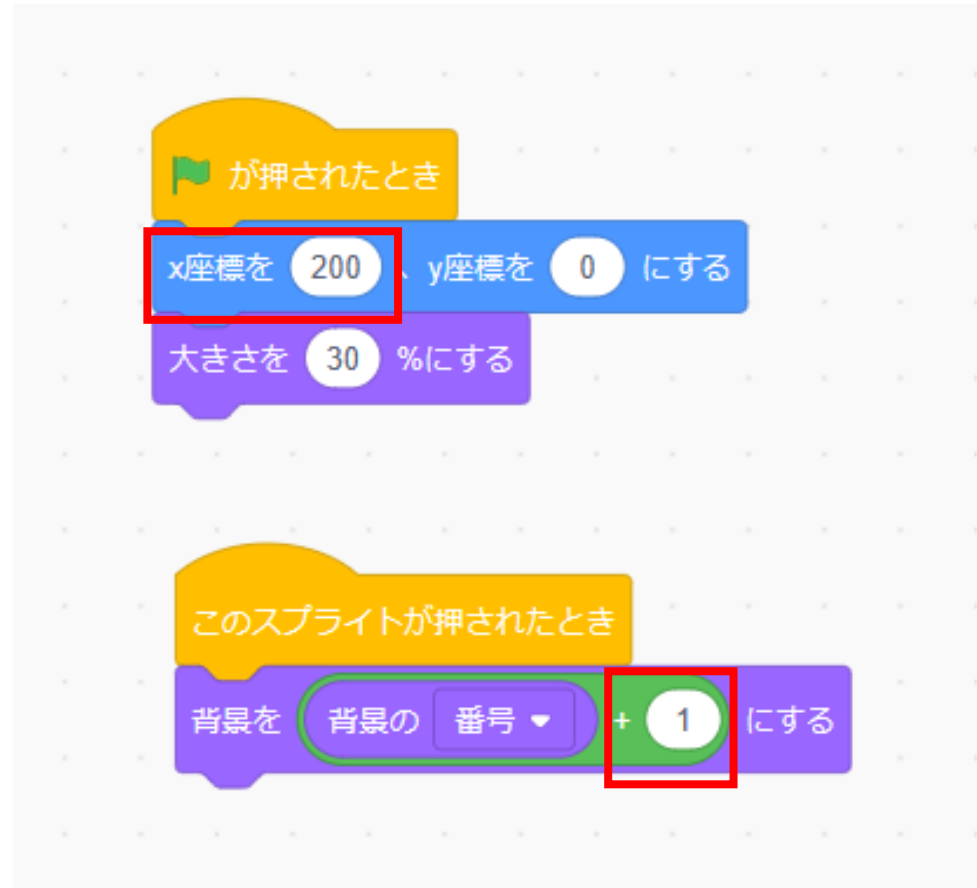 が押されたとき
x座標を 200 、 y座標を 0 にする
大きさを 30 %にする
このスプライトが押されたとき
背景を 背景の 番号 + 1 にする